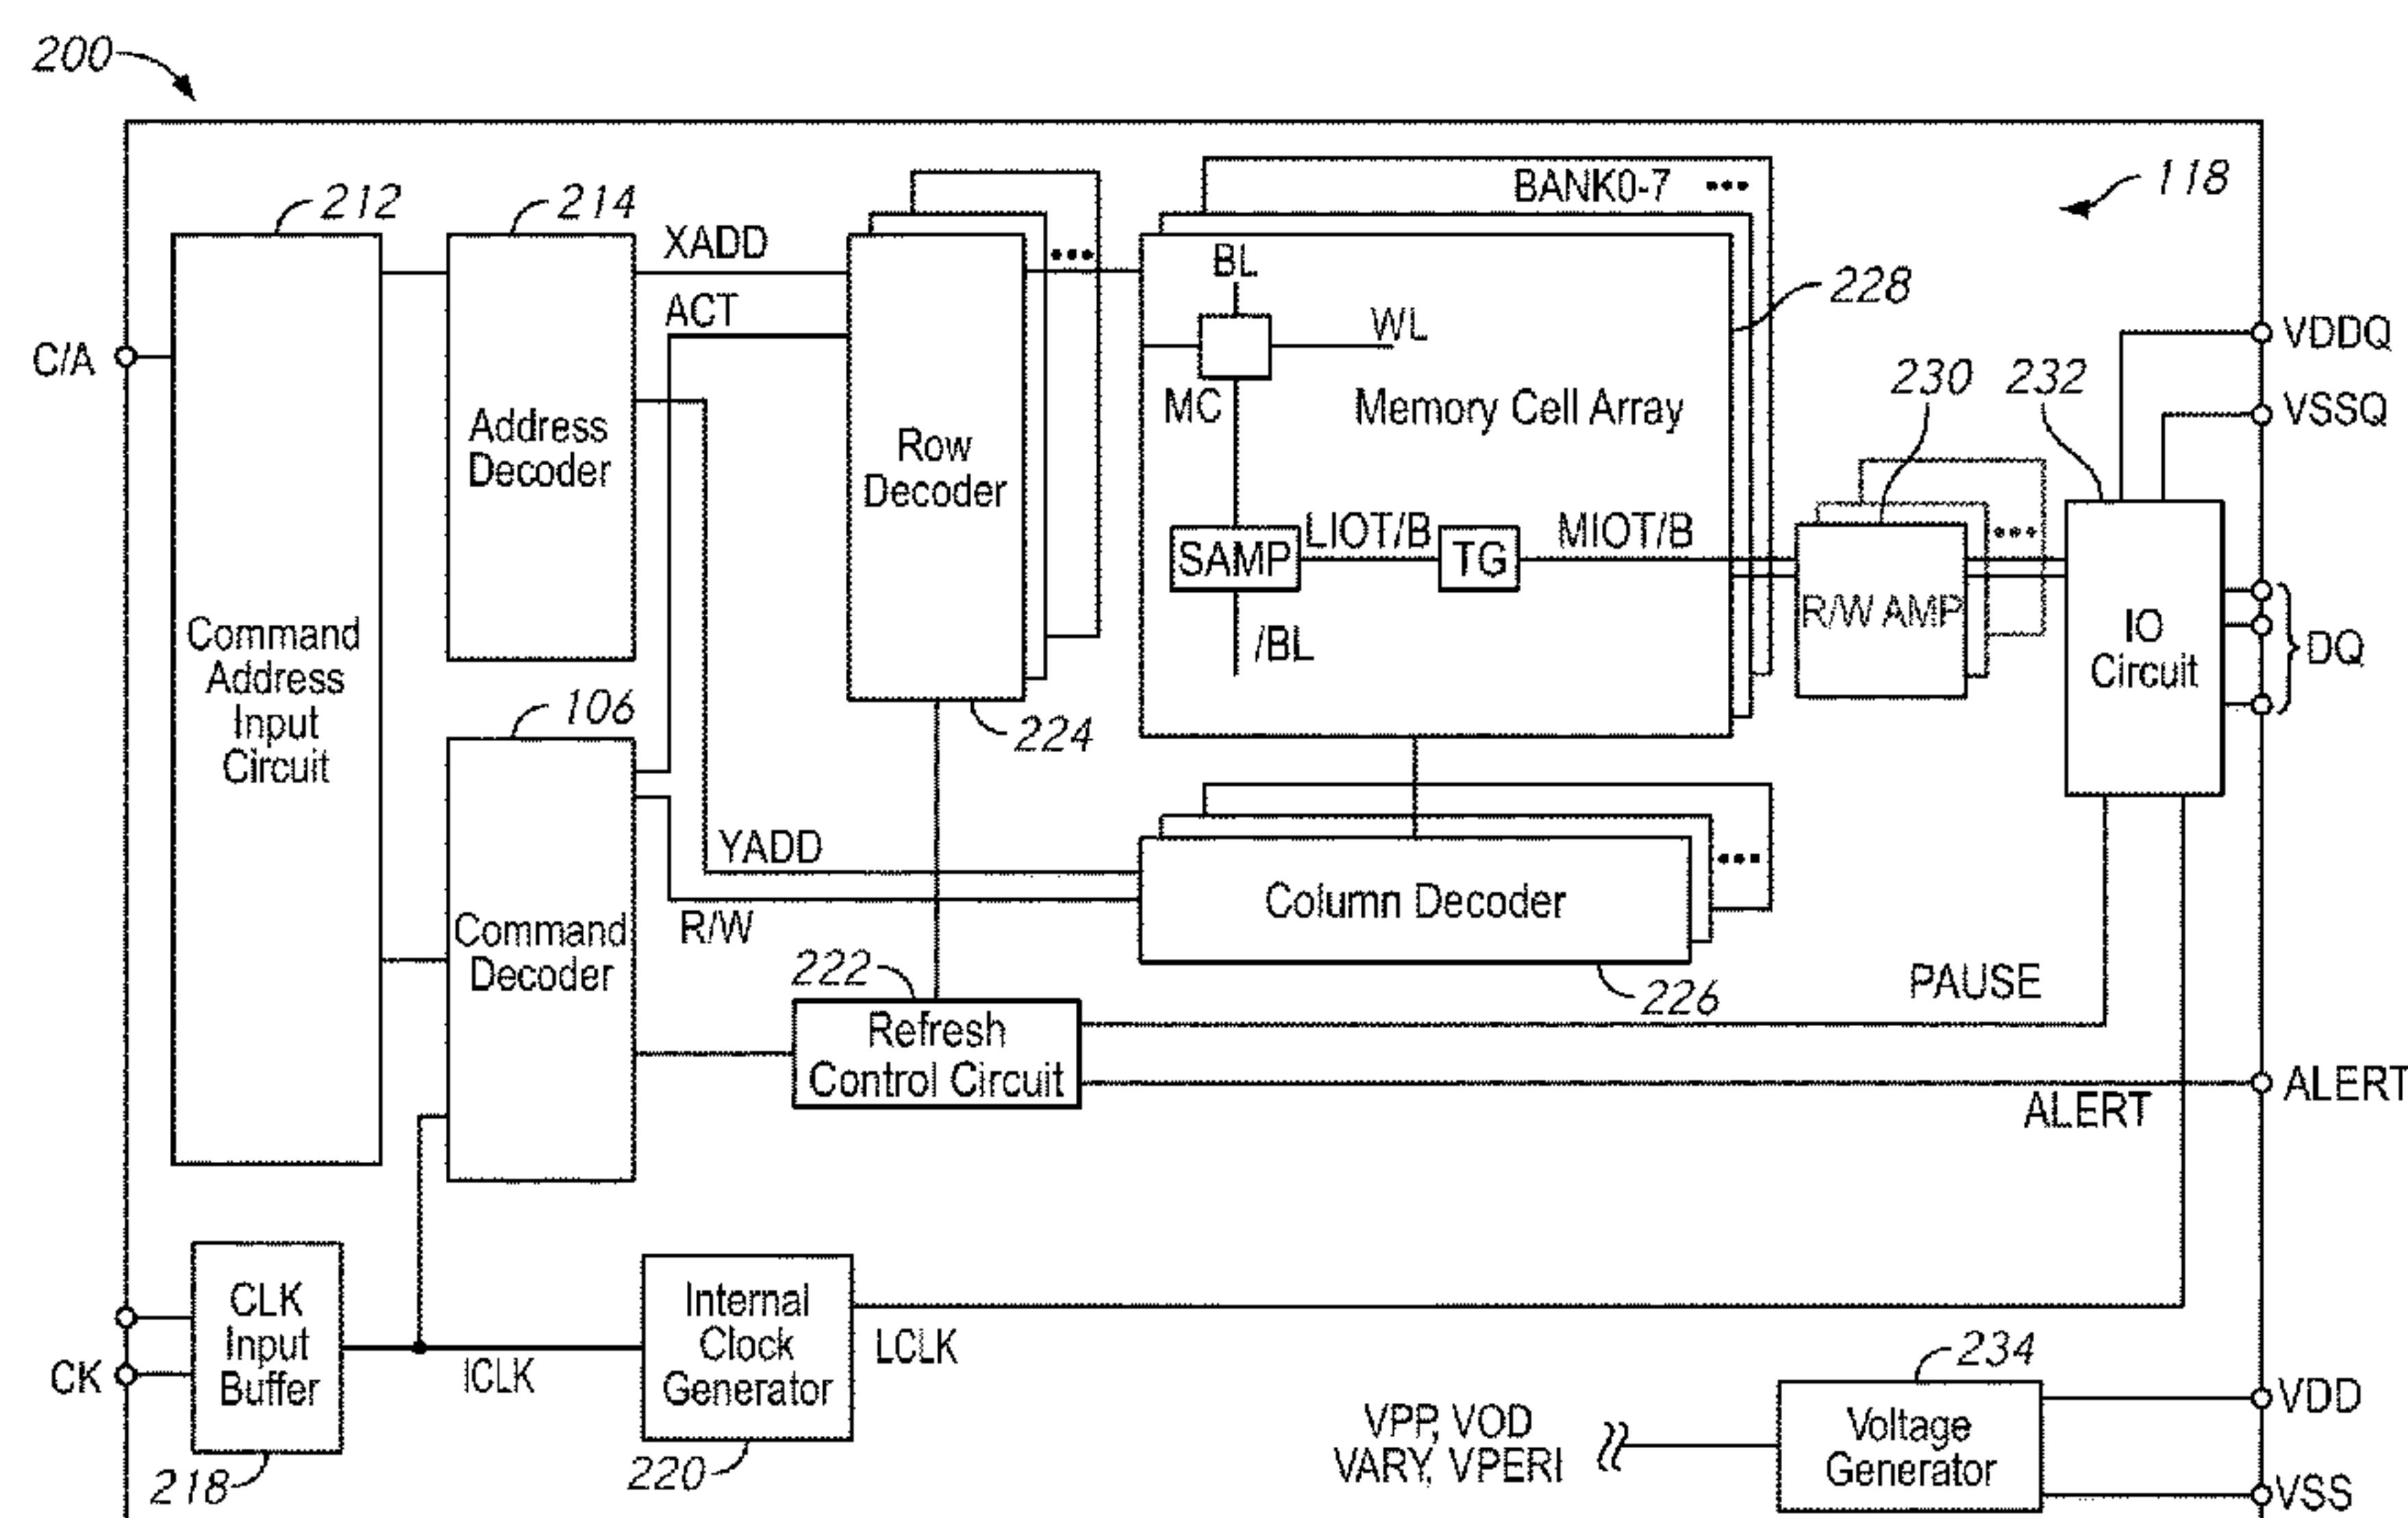 200
118
212
214
XADD
ACT
BANK0-7 •••
•••
BL
WL
MC
Memory Cell Array
228
230
232
VDDQ
VSSQ
C/A
Address
Decoder
Row
Decoder
224
SAMP
LIOT/B
TG
MIOT/B
/BL
R/W AMP
•••
IO
Circuit
DQ
Command
Address
Input
Circuit
106
Command
Decoder
YADD
R/W
Column Decoder
•••
226
222
Refresh
Control Circuit
PAUSE
ALERT
ALERT
CLK
Input
Buffer
CK
218
ICLK
Internal
Clock
Generator
220
LCLK
VPP, VOD
VARY, VPERI
234
Voltage
Generator
VDD
VSS